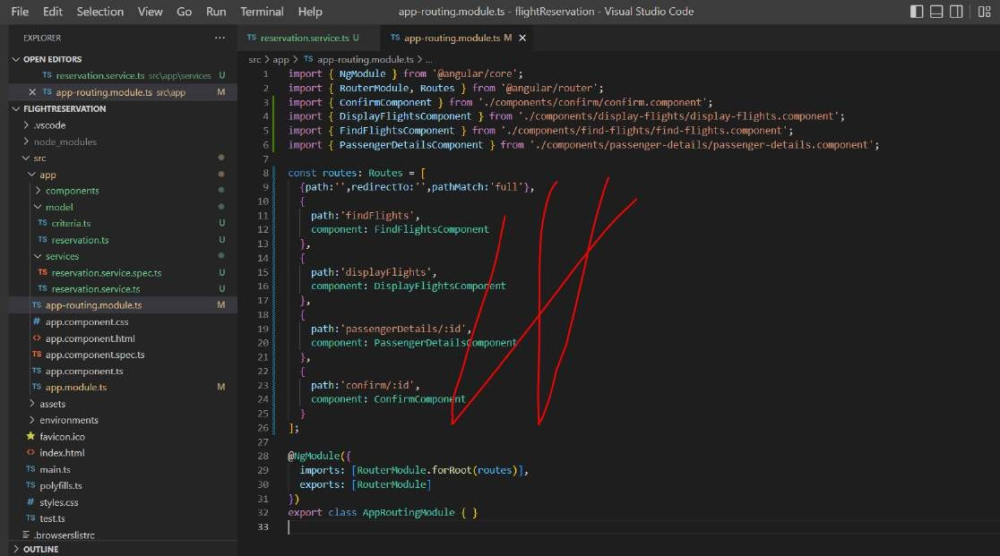 File Edit Selection View Go Run Terminal Help app-routing.module.ts - flightReservation - Visual Studio Code
EXPLORER ···
OPEN EDITORS
TS reservation.service.ts src\app\services U
TS app-routing.module.ts src\app M
FLIGHTRESERVATION
.vscode
node_modules
src
app
components
model
TS criteria.ts U
TS reservation.ts U
services
TS reservation.service.spec.ts U
TS reservation.service.ts U
TS app-routing.module.ts M
# app.component.css
<> app.component.html
TS app.component.spec.ts
TS app.component.ts
TS app.module.ts M
assets
environments
favicon.ico
<> index.html
TS main.ts
TS polyfills.ts
# styles.css
TS test.ts
.browserslistrc
OUTLINE
TS reservation.service.ts U TS app-routing.module.ts M
src > app > TS app-routing.module.ts > ...
1 import { NgModule } from '@angular/core';
2 import { RouterModule, Routes } from '@angular/router';
3 import { ConfirmComponent } from './components/confirm/confirm.component';
4 import { DisplayFlightsComponent } from './components/display-flights/display-flights.component';
5 import { FindFlightsComponent } from './components/find-flights/find-flights.component';
6 import { PassengerDetailsComponent } from './components/passenger-details/passenger-details.component';
7
8 const routes: Routes = [
9 {path:'',redirectTo:'',pathMatch:'full'},
10 {
11 path:'findFlights',
12 component: FindFlightsComponent
13 },
14 {
15 path:'displayFlights',
16 component: DisplayFlightsComponent
17 },
18 {
19 path:'passengerDetails/:id',
20 component: PassengerDetailsComponent
21 },
22 {
23 path:'confirm/:id',
24 component: ConfirmComponent
25 }
26 ];
27
28 @NgModule({
29 imports: [RouterModule.forRoot(routes)],
30 exports: [RouterModule]
31 })
32 export class AppRoutingModule { }
33